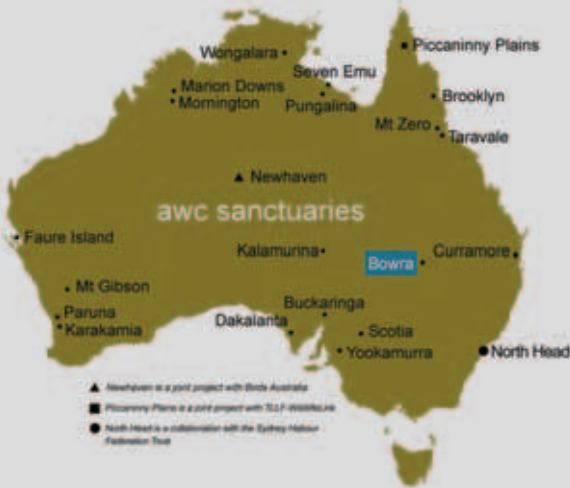 Wongalara
Piccaninny Plains
Seven Emu
Marion Downs
Mornington
Pungalina
Brooklyn
Mt Zero
Taravale
Newhaven
awc sanctuaries
Faure Island
Kalamurina
Bowra
Curramore
Mt Gibson
Buckaringa
Paruna
Dakalanta
Karakamia
Scotia
Yookamurra
North Head
Newhaven is a joint project with Birds Australia
Piccaninny Plains is a joint project with
North Head is a collaboration with the Sydney Harbour
Federation Trust